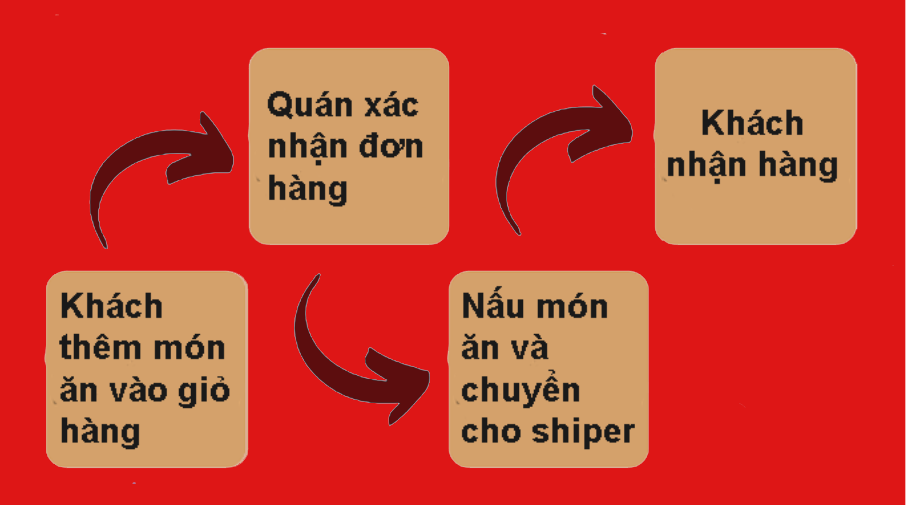 Khách
thêm món
ăn vào giỏ
hàng
Quán xác
nhận đơn
hàng
Nấu món
ăn và
chuyển
cho shiper
Khách
nhận hàng